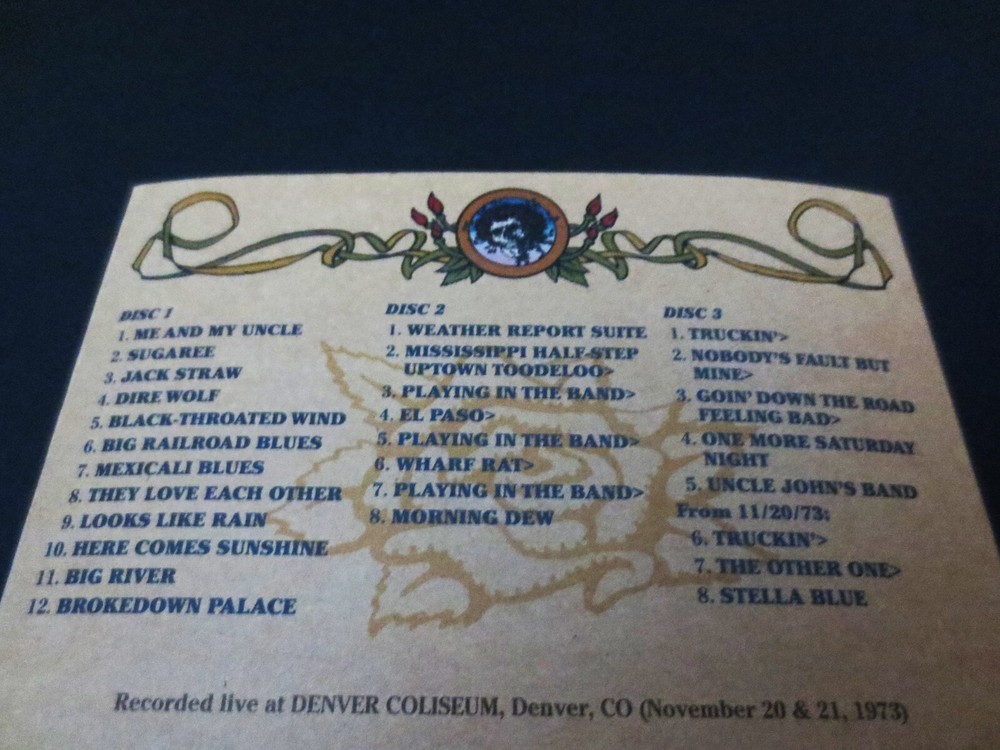 DISC 1
1. ME AND MY UNCLE
2. SUGAREE
3. JACK STRAW
4. DIRE WOLF
5. BLACK-THROATED WIND
6. BIG RAILROAD BLUES
7. MEXICALI BLUES
8. THEY LOVE EACH OTHER
9. LOOKS LIKE RAIN
10. HERE COMES SUNSHINE
11. BIG RIVER
12. BROKEDOWN PALACE
DISC 2
1. WEATHER REPORT SUITE
2. MISSISSIPPI HALF-STEP
UPTOWN TOODELOO>
3. PLAYING IN THE BAND>
4. EL PASO>
5. PLAYING IN THE BAND>
6. WHARF RAT>
7. PLAYING IN THE BAND>
8. MORNING DEW
DISC 3
1. TRUCKIN'>
2. NOBODY'S FAULT BUT
MINE>
3. GOIN' DOWN THE ROAD
FEELING BAD>
4. ONE MORE SATURDAY
NIGHT
5. UNCLE JOHN'S BAND
From 11/20/73:
6. TRUCKIN'>
7. THE OTHER ONE>
8. STELLA BLUE
Recorded live at DENVER COLISEUM, Denver, CO (November 20 & 21, 1973)